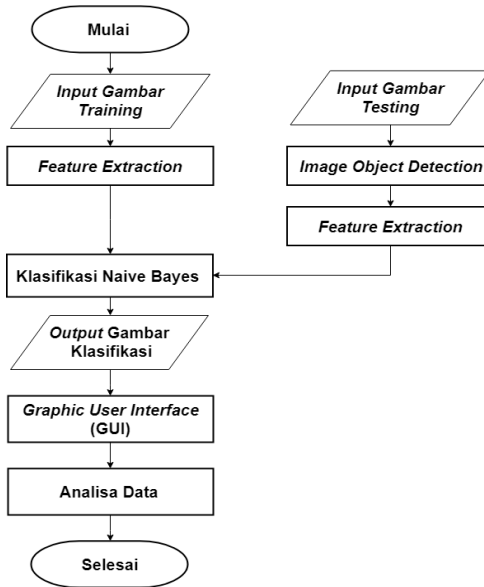 Mulai
Input Gambar
Training
Feature Extraction
Input Gambar
Testing
Image Object Detection
Feature Extraction
Klasifikasi Naive Bayes
Output Gambar
Klasifikasi
Graphic User Interface
(GUI)
Analisa Data
Selesai